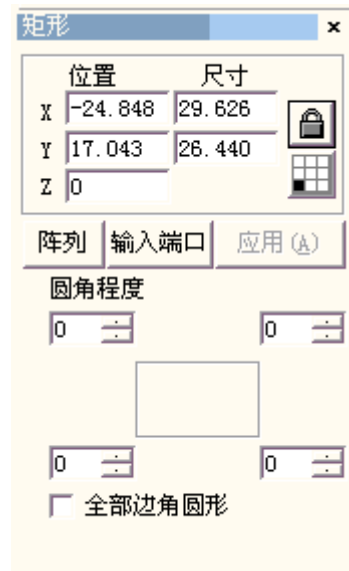 矩形
位置 尺寸
X -24.848 29.626
Y 17.043 26.440
Z 0
阵列 输入端口 应用(A)
圆角程度
0 0
0 0
全部边角圆形